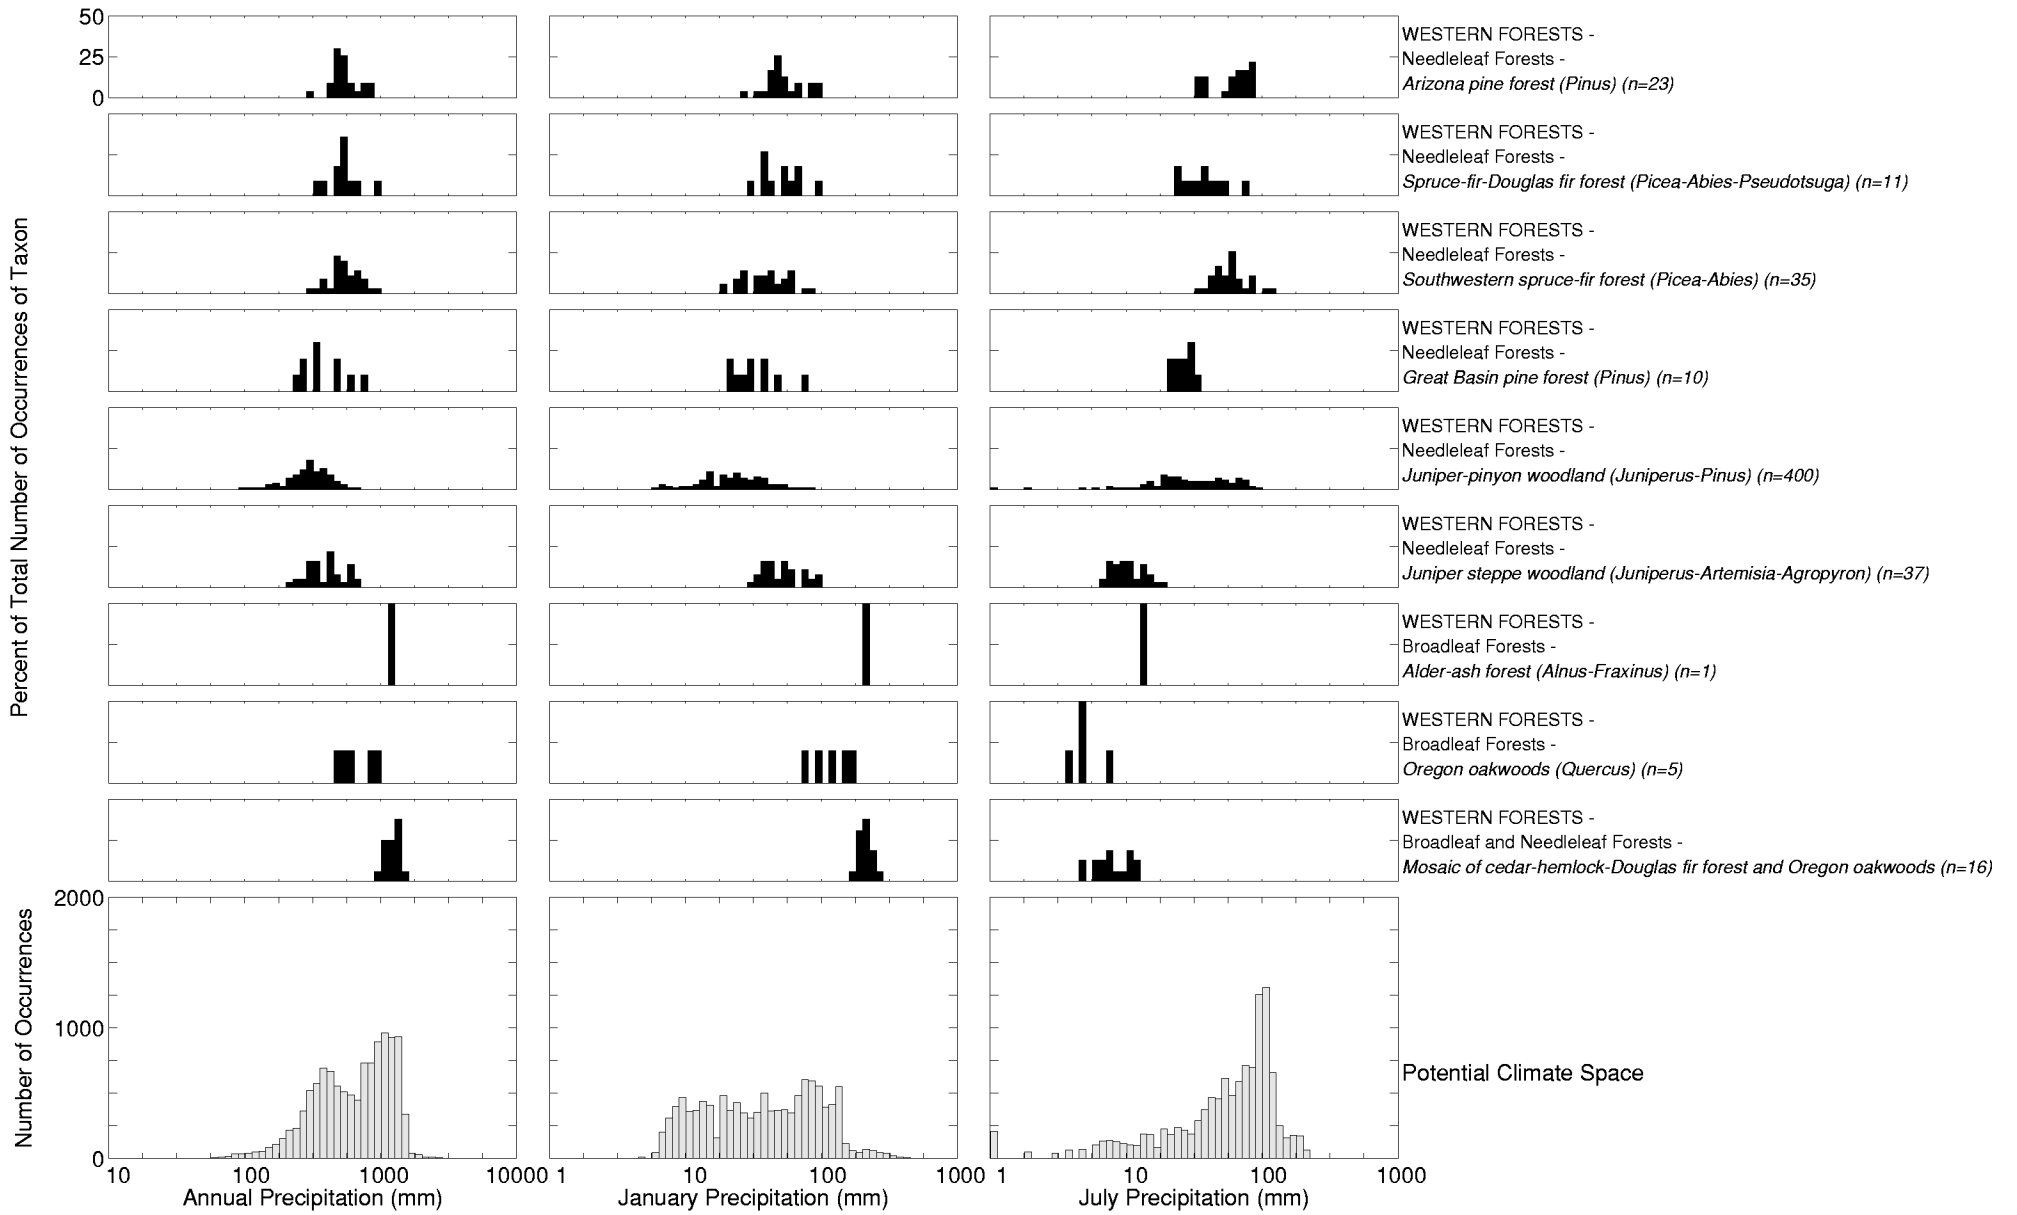 50
25
0
WESTERN FORESTS -
Needleleaf Forests -
Arizona pine forest (Pinus) (n=23)
WESTERN FORESTS -
Needleleaf Forests -
Spruce-fir-Douglas fir forest (Picea-Abies-Pseudotsuga) (n=11)
WESTERN FORESTS -
Needleleaf Forests -
Southwestern spruce-fir forest (Picea-Abies) (n=35)
WESTERN FORESTS -
Needleleaf Forests -
Great Basin pine forest (Pinus) (n=10)
WESTERN FORESTS -
Needleleaf Forests -
Juniper-pinyon woodland (Juniperus-Pinus) (n=400)
WESTERN FORESTS -
Needleleaf Forests -
Juniper steppe woodland (Juniperus-Artemisia-Agropyron) (n=37)
WESTERN FORESTS -
Broadleaf Forests -
Alder-ash forest (Alnus-Fraxinus) (n=1)
WESTERN FORESTS -
Broadleaf Forests -
Oregon oakwoods (Quercus) (n=5)
WESTERN FORESTS -
Broadleaf and Needleleaf Forests -
Mosaic of cedar-hemlock-Douglas fir forest and Oregon oakwoods (n=16)
Percent of Total Number of Occurrences of Taxon
2000
1000
0
Number of Occurrences
Potential Climate Space
10 100 1000 10000
Annual Precipitation (mm)
1 10 100 1000
January Precipitation (mm)
1 10 100 1000
July Precipitation (mm)